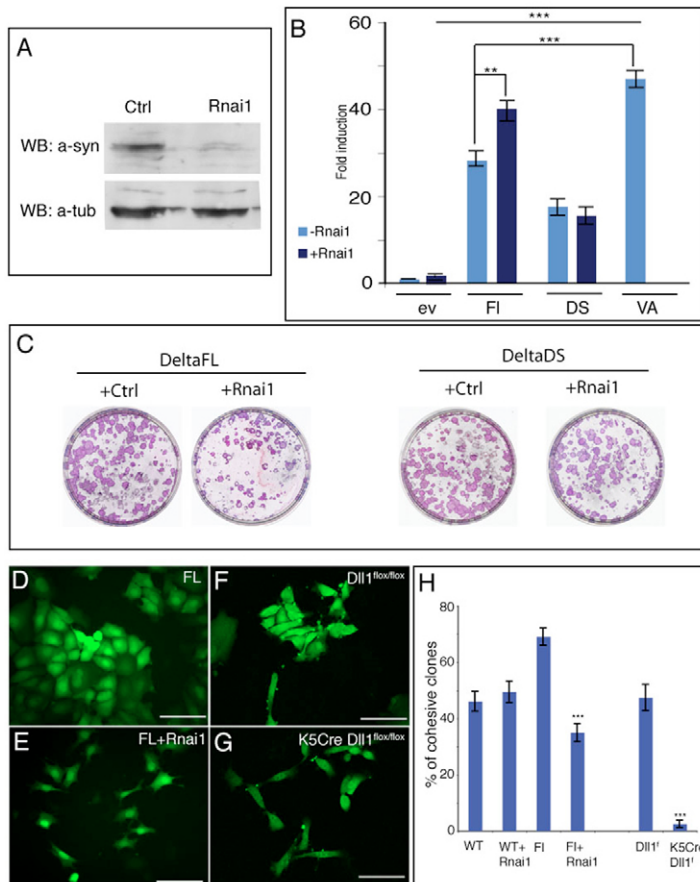 A
Ctrl Rnai1
WB: a-syn
WB: a-tub
B
***
***
**
60
40
20
0
Fold induction
-Rnai1
+Rnai1
ev Fl DS VA
C
DeltaFL DeltaDS
+Ctrl +Rnai1 +Ctrl +Rnai1
D FL
F Dll1flox/flox
E FL+Rnai1
G K5Cre Dll1flox/flox
H
80
60
40
20
0
% of cohesive clones
***
***
WT WT+ Fl Fl+ Dll1f K5Cre
Rnai1 Rnai1 Dll1f